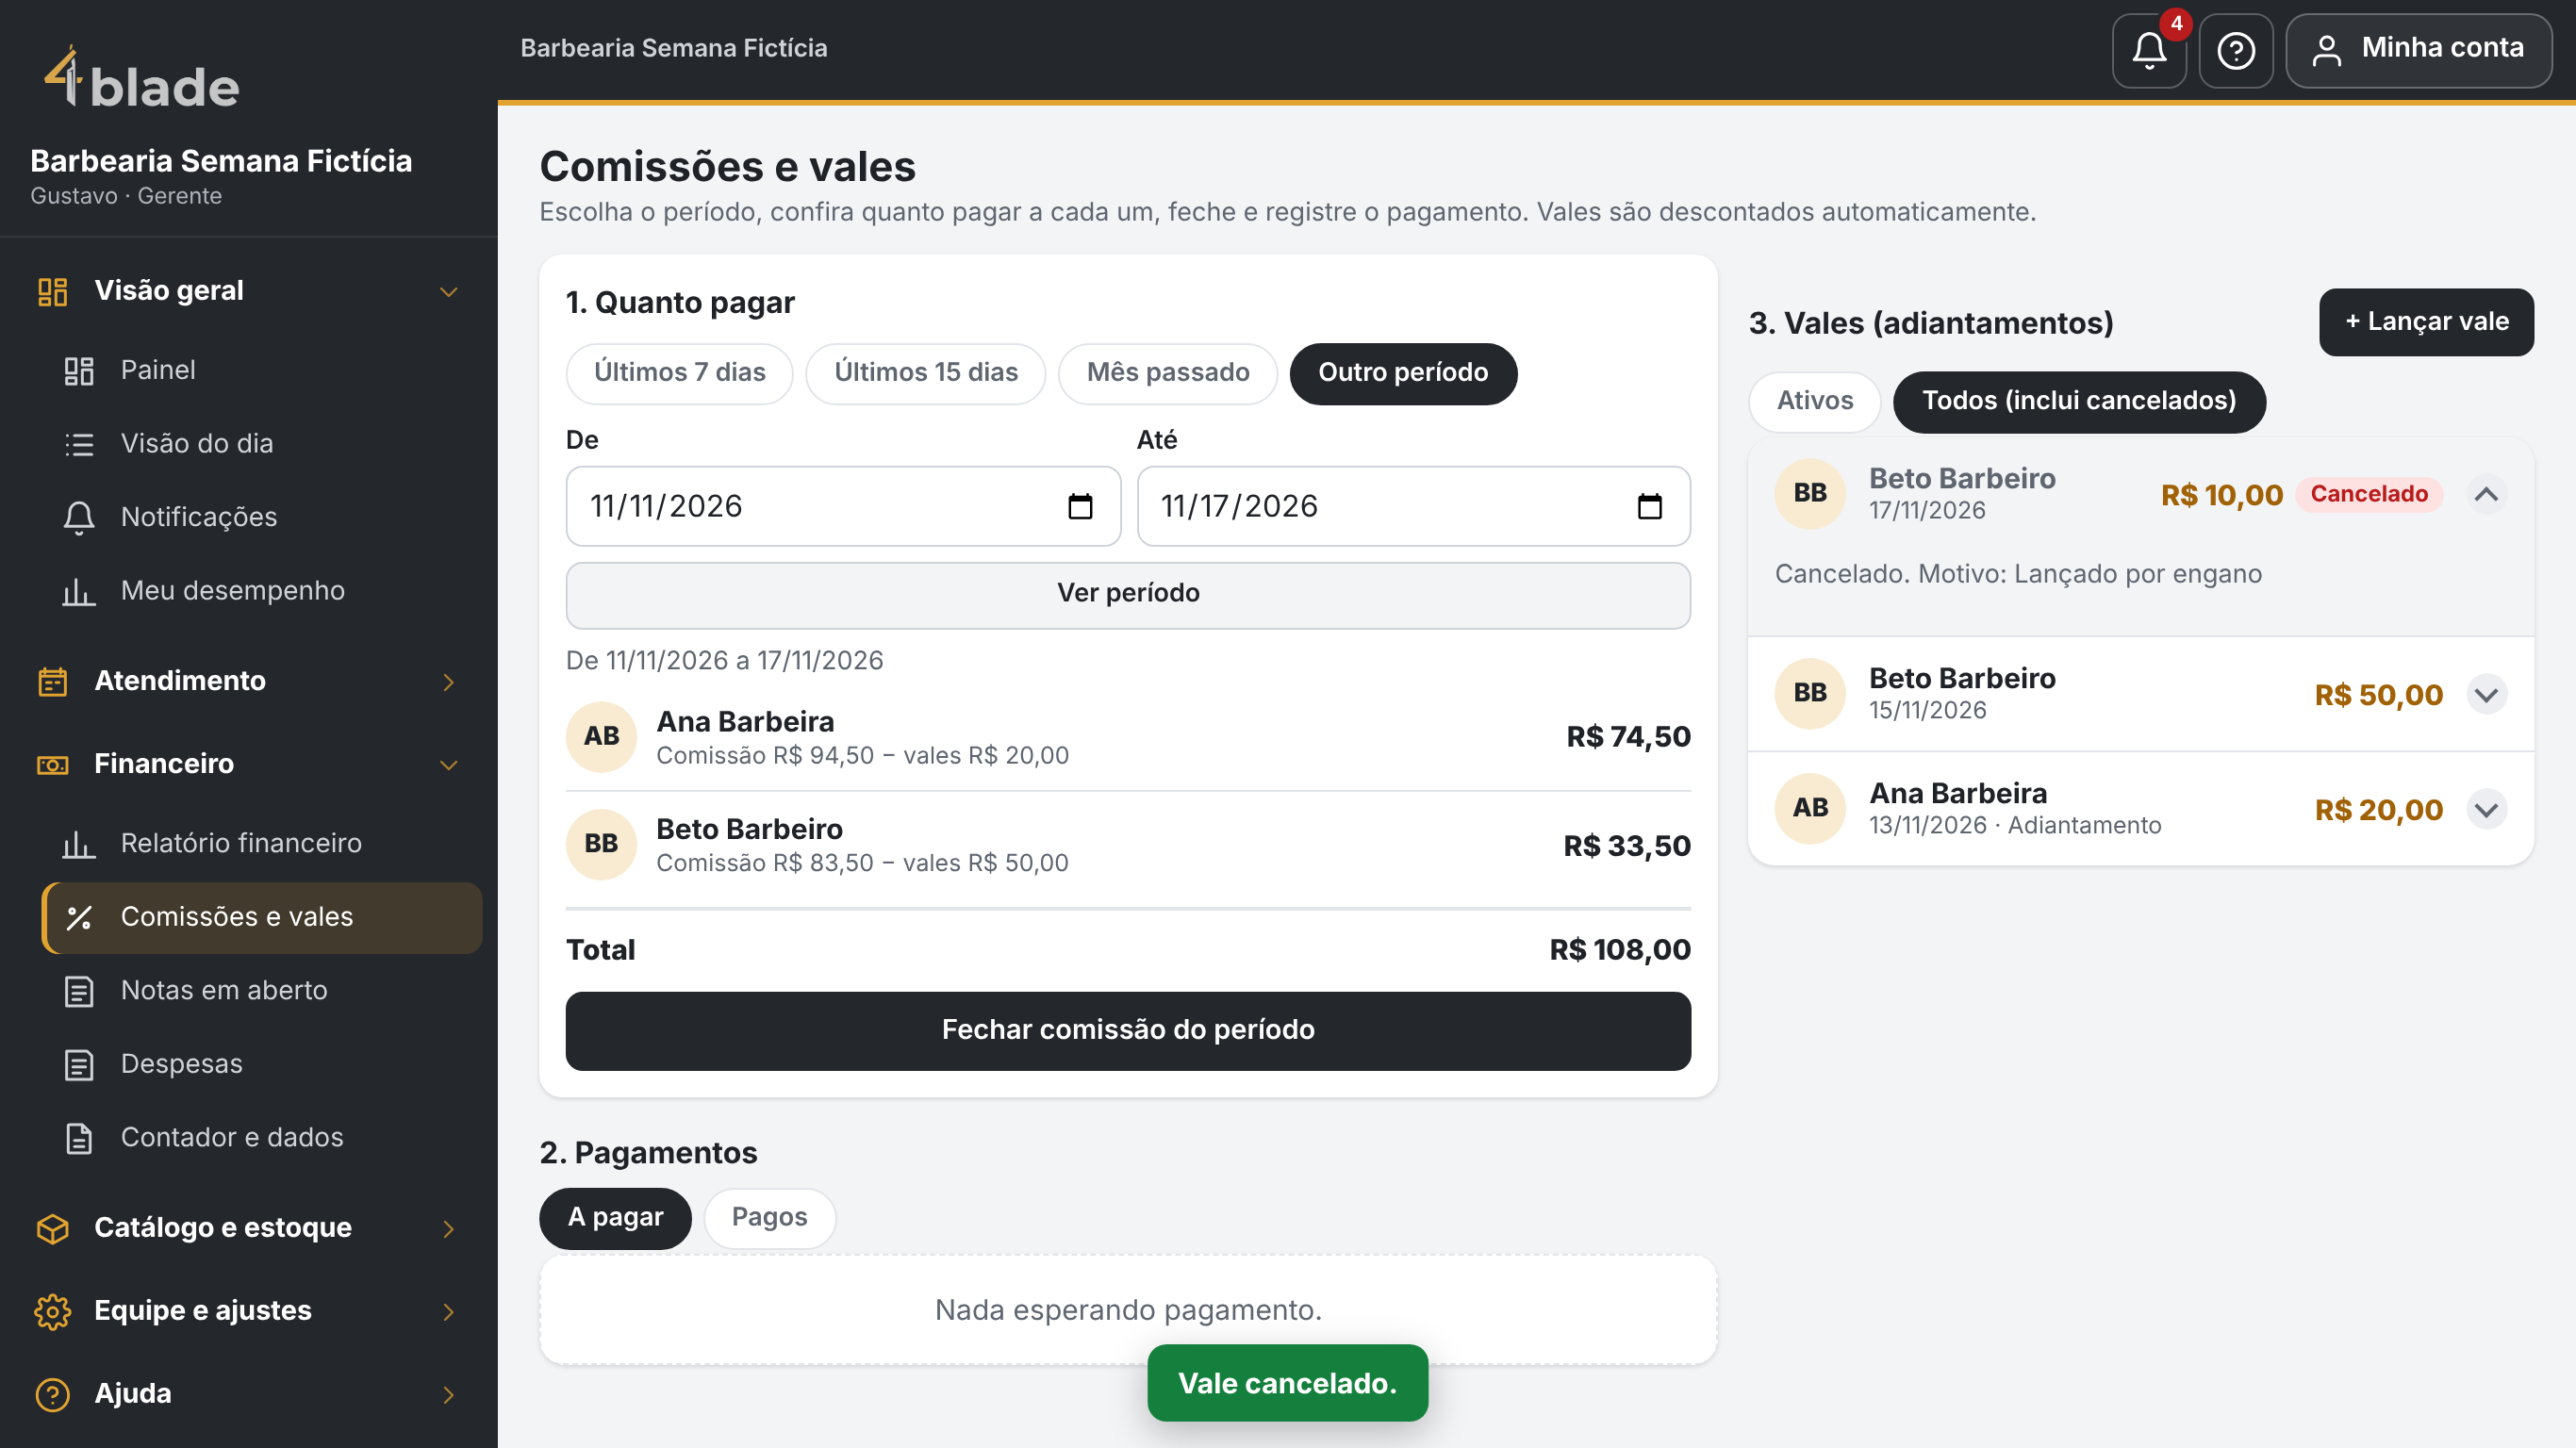 4blade
Barbearia Semana Fictícia
Gustavo · Gerente
Visão geral
Painel
Visão do dia
Notificações
Meu desempenho
Atendimento
Financeiro
Relatório financeiro
Comissões e vales
Notas em aberto
Despesas
Contador e dados
Catálogo e estoque
Equipe e ajustes
Ajuda
Barbearia Semana Fictícia
4
Minha conta
Comissões e vales
Escolha o período, confira quanto pagar a cada um, feche e registre o pagamento. Vales são descontados automaticamente.
1. Quanto pagar
Últimos 7 dias
Últimos 15 dias
Mês passado
Outro período
De
Até
11/11/2026
11/17/2026
Ver período
De 11/11/2026 a 17/11/2026
AB
Ana Barbeira
Comissão R$ 94,50 − vales R$ 20,00
R$ 74,50
BB
Beto Barbeiro
Comissão R$ 83,50 − vales R$ 50,00
R$ 33,50
Total
R$ 108,00
Fechar comissão do período
2. Pagamentos
A pagar
Pagos
Nada esperando pagamento.
Vale cancelado.
3. Vales (adiantamentos)
+ Lançar vale
Ativos
Todos (inclui cancelados)
BB
Beto Barbeiro
17/11/2026
R$ 10,00
Cancelado
Cancelado. Motivo: Lançado por engano
BB
Beto Barbeiro
15/11/2026
R$ 50,00
AB
Ana Barbeira
13/11/2026 · Adiantamento
R$ 20,00